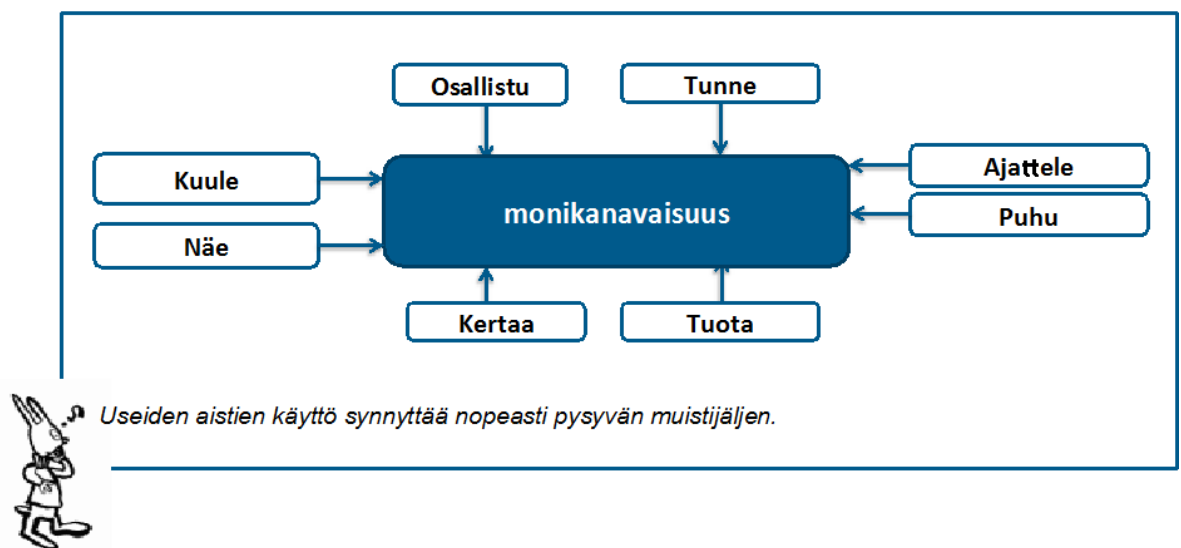 Osallistu
Tunne
Kuule
Ajattele
monikanavaisuus
Puhu
Näe
Kertaa
Tuota
Useiden aistien käyttö synnyttää nopeasti pysyvän muistijäljen.